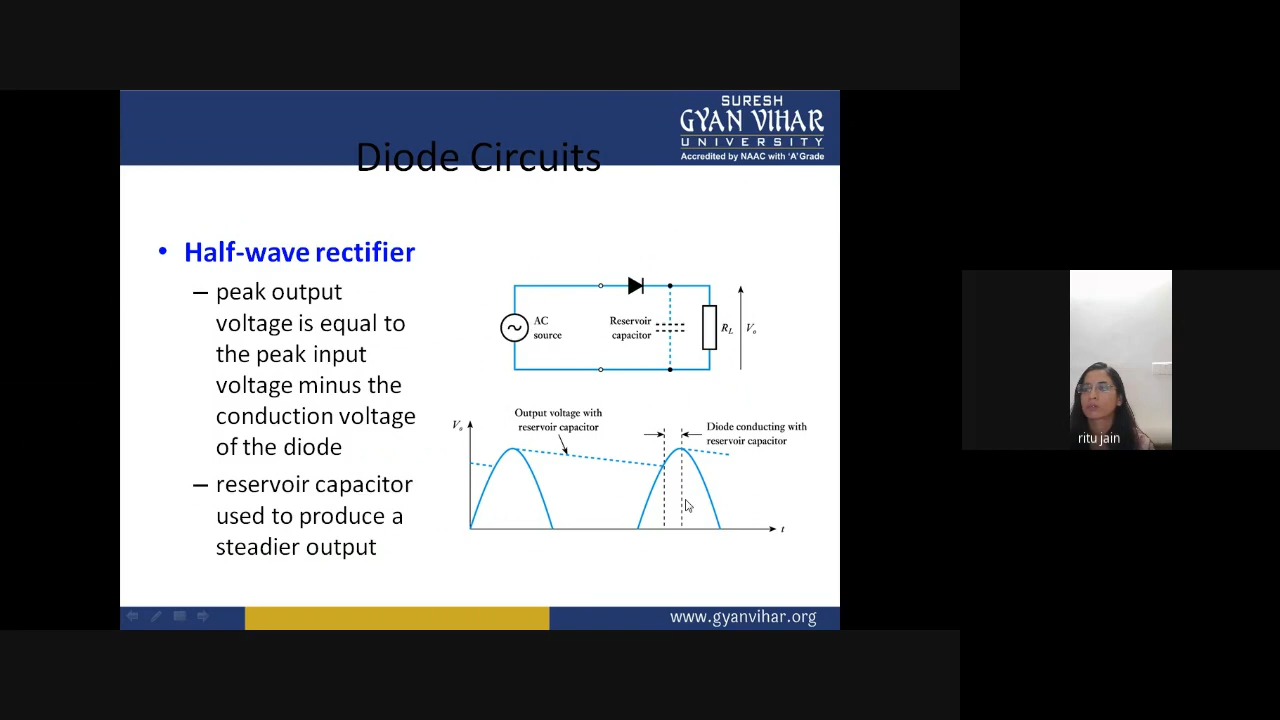 SURESH
GYAN VIHAR
UNIVERSITY
Accredited by NAAC with 'A' Grade
Diode Circuits
• Half-wave rectifier
– peak output
voltage is equal to
the peak input
voltage minus the
conduction voltage
of the diode
– reservoir capacitor
used to produce a
steadier output
AC
source
Reservoir
capacitor
RL
Vo
Vo
Output voltage with
reservoir capacitor
Diode conducting with
reservoir capacitor
t
www.gyanvihar.org
ritu jain